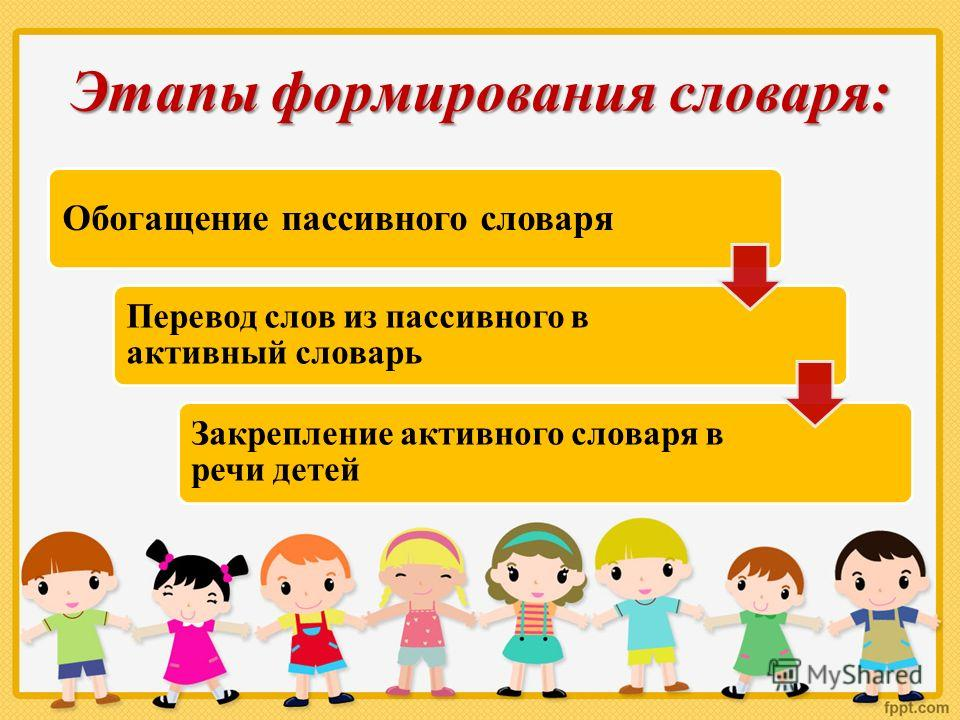 Этапы формирования словаря:
Обогащение пассивного словаря
Перевод слов из пассивного в
активный словарь
Закрепление активного словаря в
речи детей
MyShared
fppt.com